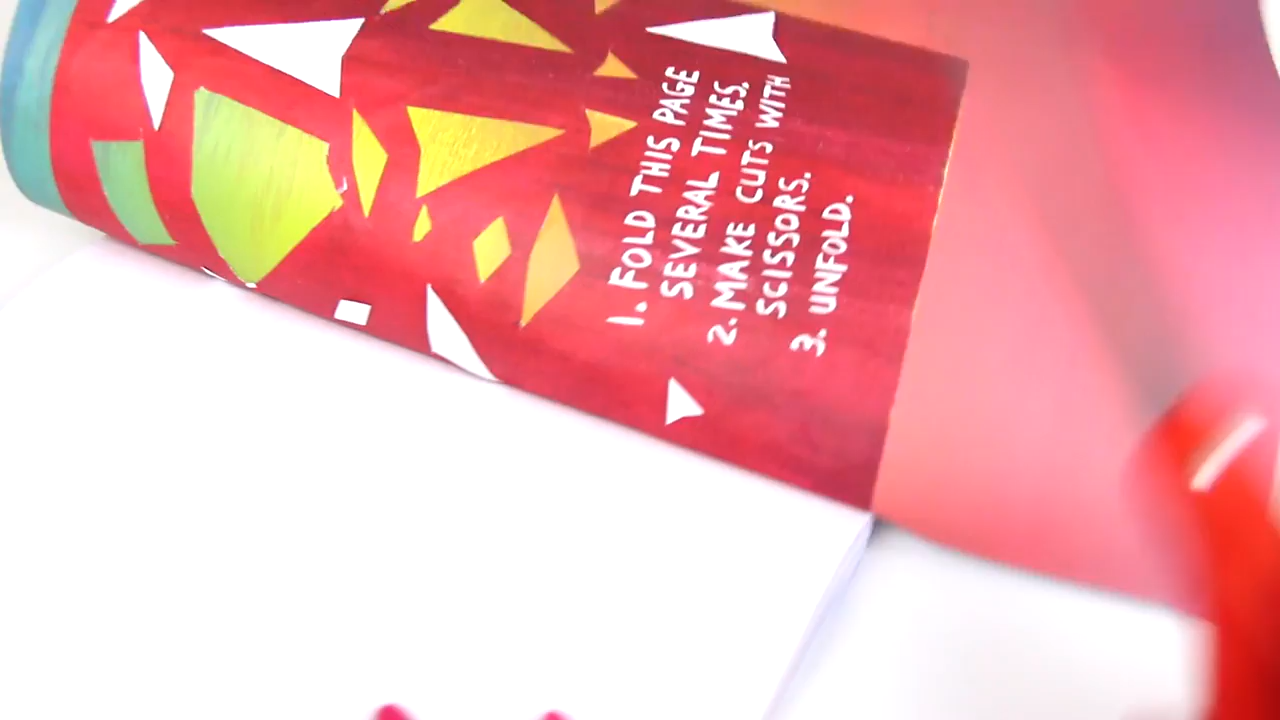 1. FOLD THIS PAGE
SEVERAL TIMES.
2. MAKE CUTS WITH
SCISSORS.
3. UNFOLD.